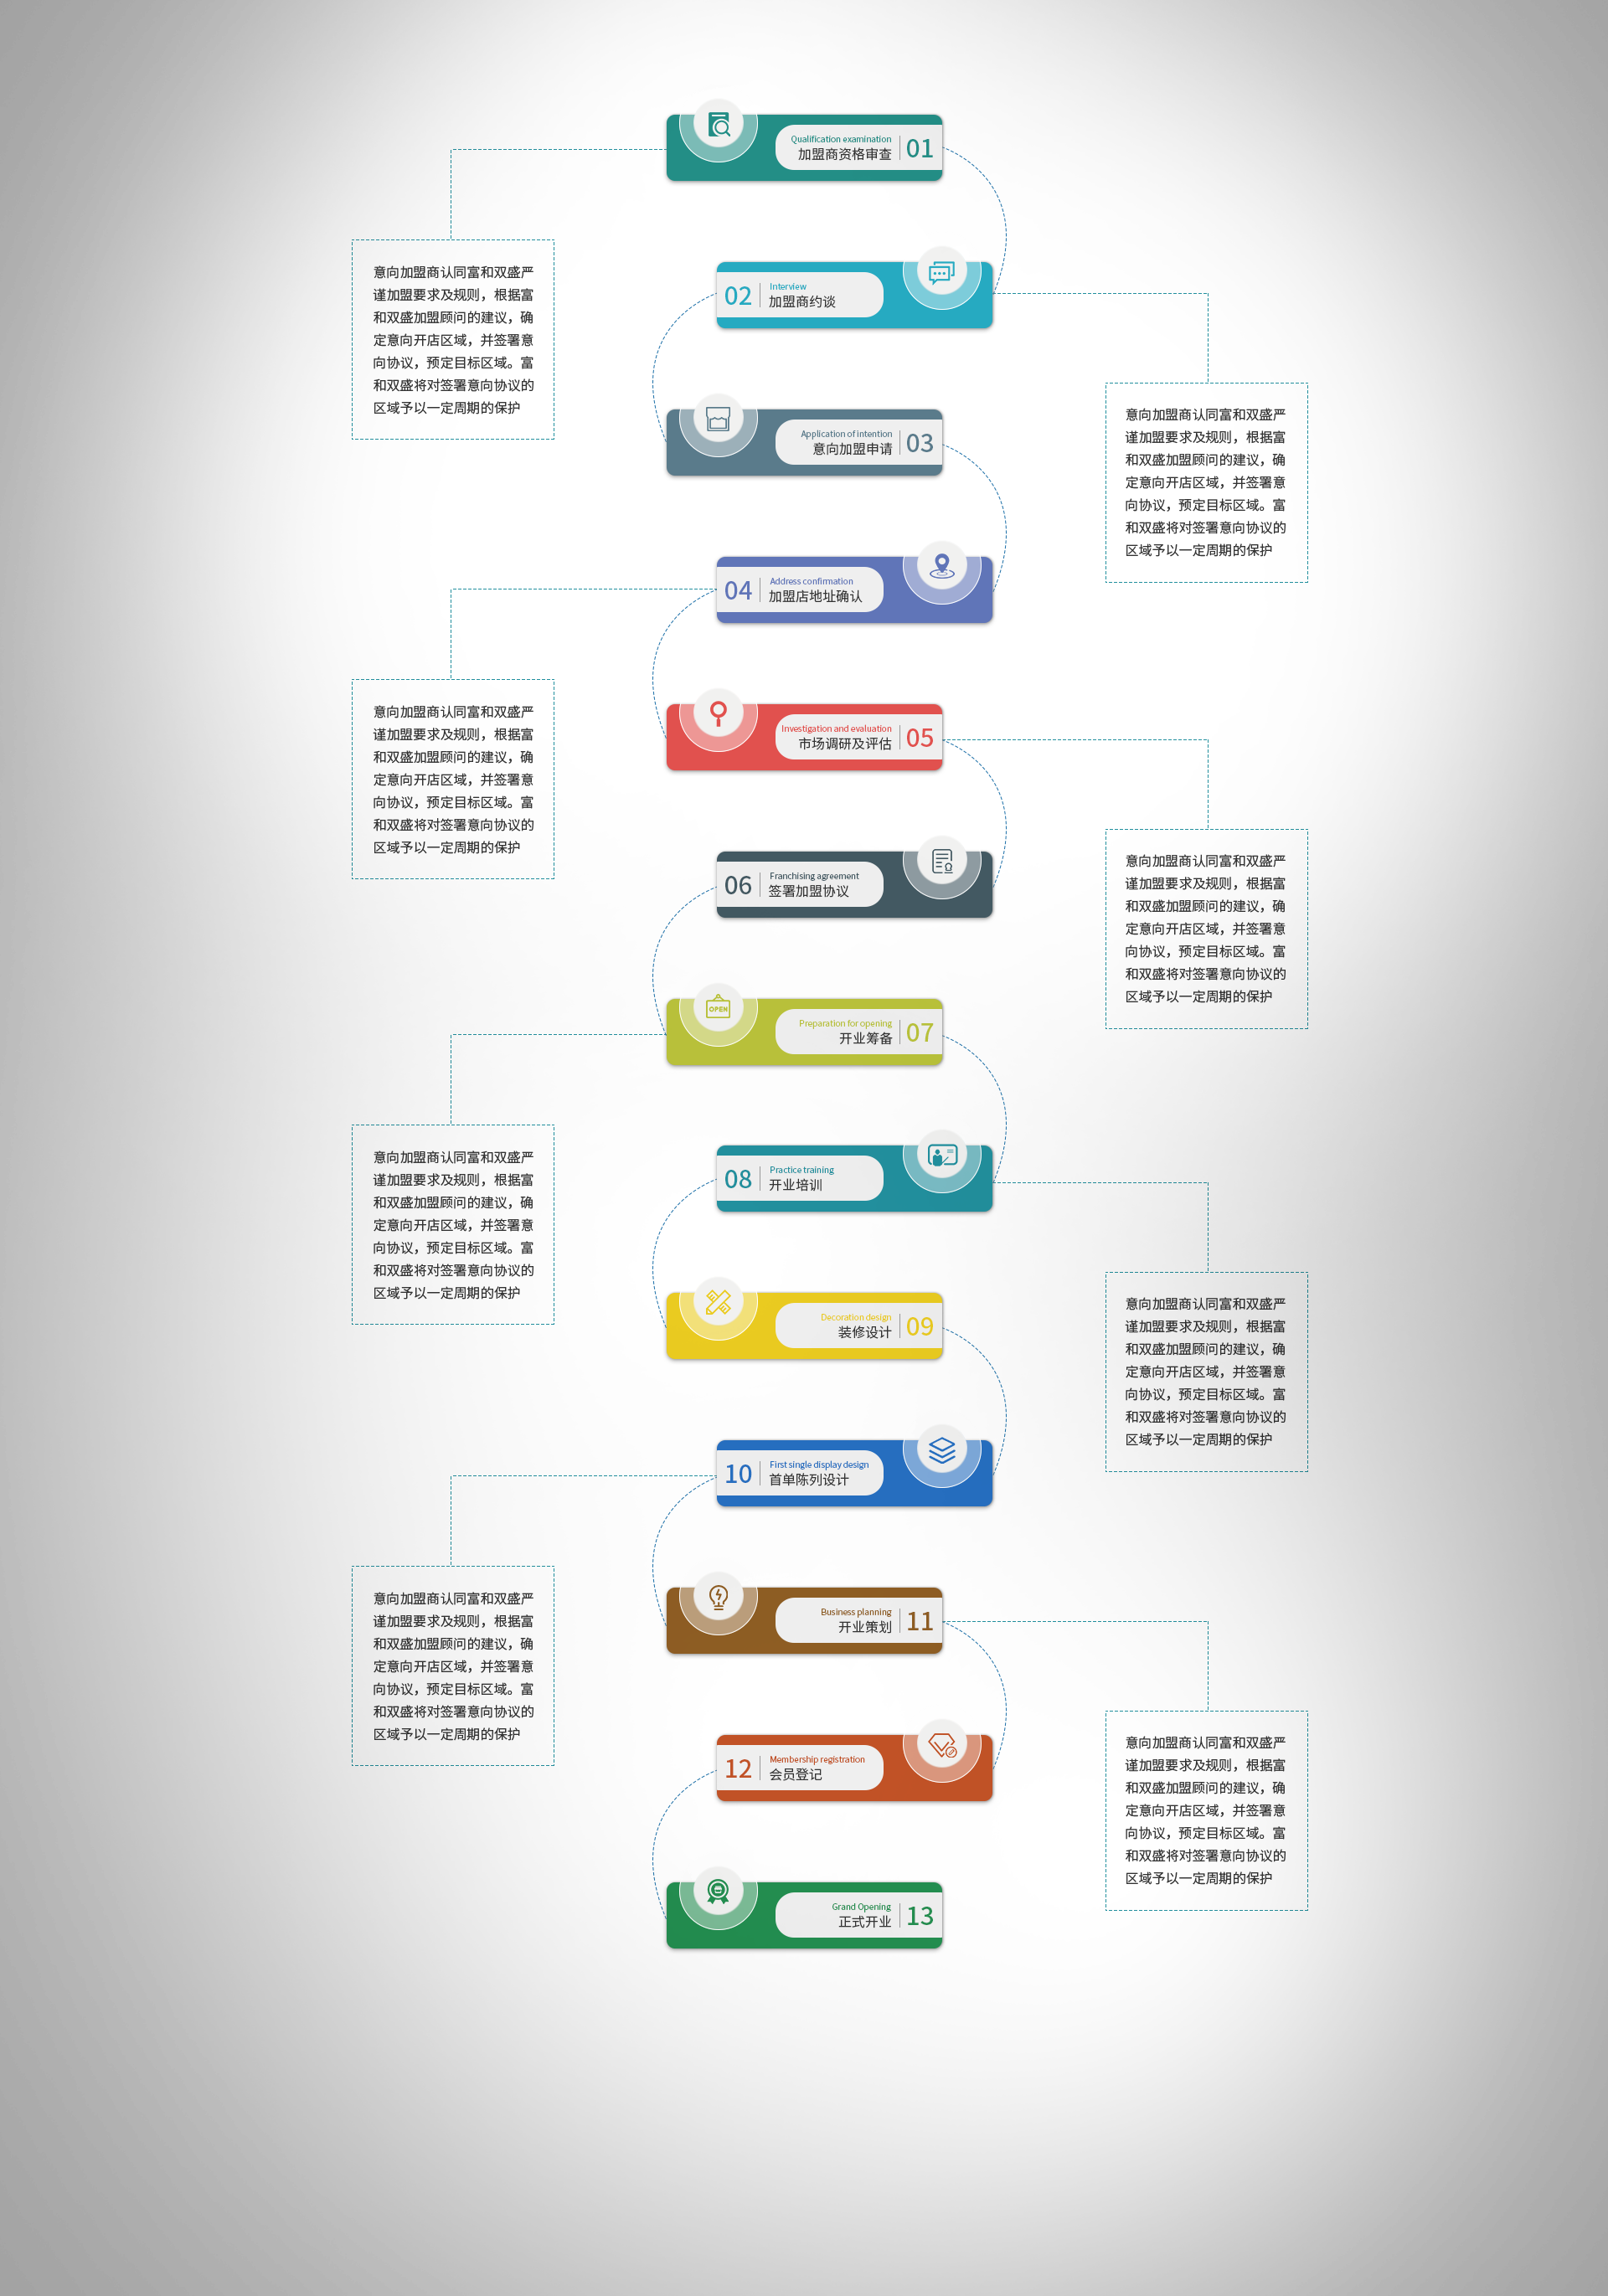 Qualification examination
加盟商资格审查
01
意向加盟商认同富和双盛严
谨加盟要求及规则，根据富
和双盛加盟顾问的建议，确
定意向开店区域，并签署意
向协议，预定目标区域。富
和双盛将对签署意向协议的
区域予以一定周期的保护
02
Interview
加盟商约谈
意向加盟商认同富和双盛严
谨加盟要求及规则，根据富
和双盛加盟顾问的建议，确
定意向开店区域，并签署意
向协议，预定目标区域。富
和双盛将对签署意向协议的
区域予以一定周期的保护
Application of intention
意向加盟申请
03
04
Address confirmation
加盟店地址确认
意向加盟商认同富和双盛严
谨加盟要求及规则，根据富
和双盛加盟顾问的建议，确
定意向开店区域，并签署意
向协议，预定目标区域。富
和双盛将对签署意向协议的
区域予以一定周期的保护
Investigation and evaluation
市场调研及评估
05
意向加盟商认同富和双盛严
谨加盟要求及规则，根据富
和双盛加盟顾问的建议，确
定意向开店区域，并签署意
向协议，预定目标区域。富
和双盛将对签署意向协议的
区域予以一定周期的保护
06
Franchising agreement
签署加盟协议
OPEN
Preparation for opening
开业筹备
07
意向加盟商认同富和双盛严
谨加盟要求及规则，根据富
和双盛加盟顾问的建议，确
定意向开店区域，并签署意
向协议，预定目标区域。富
和双盛将对签署意向协议的
区域予以一定周期的保护
08
Practice training
开业培训
意向加盟商认同富和双盛严
谨加盟要求及规则，根据富
和双盛加盟顾问的建议，确
定意向开店区域，并签署意
向协议，预定目标区域。富
和双盛将对签署意向协议的
区域予以一定周期的保护
Decoration design
装修设计
09
10
First single display design
首单陈列设计
意向加盟商认同富和双盛严
谨加盟要求及规则，根据富
和双盛加盟顾问的建议，确
定意向开店区域，并签署意
向协议，预定目标区域。富
和双盛将对签署意向协议的
区域予以一定周期的保护
Business planning
开业策划
11
意向加盟商认同富和双盛严
谨加盟要求及规则，根据富
和双盛加盟顾问的建议，确
定意向开店区域，并签署意
向协议，预定目标区域。富
和双盛将对签署意向协议的
区域予以一定周期的保护
12
Membership registration
会员登记
Grand Opening
正式开业
13